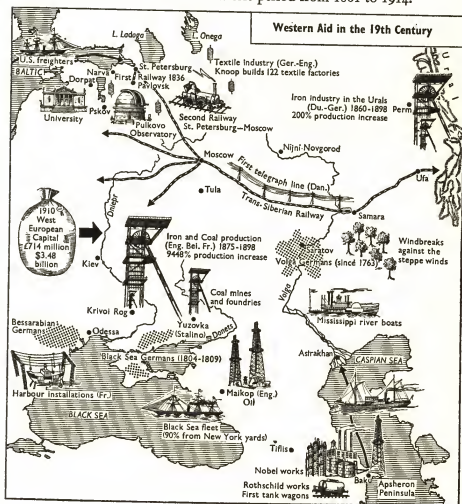 period from 1861 to 1914.
Western Aid in the 19th Century
L. Ladoga
L. Onega
U.S. freighters
BALTIC
Narva
Dorpat
St. Petersburg
First Railway 1836
Pavlovsk
Textile Industry (Ger.-Eng.)
Knoop builds 122 textile factories
University
Pskov
Pulkovo
Observatory
Second Railway
St. Petersburg—Moscow
Iron industry in the Urals
(Du.-Ger.) 1860-1898
200% production increase
Perm
Ural
Nijni-Novgorod
Moscow
First telegraph line (Dan.)
Trans-Siberian Railway
Ufa
Tula
Samara
Dnepr
1910
West
European
Capital
£714 million
$3.48
billion
Kiev
Iron and Coal production
(Eng. Bel. Fr.) 1875-1898
9448% production increase
Saratov
Volga Germans (since 1763)
Windbreaks
against the
steppe winds
Coal mines
and foundries
Volga
Krivoi Rog
Yuzovka
(Stalino)
Donets
Mississippi river boats
Bessarabian
Germans
Odessa
Black Sea Germans (1804-1809)
Astrakhan
CASPIAN SEA
Harbour Installations (Fr.)
Maikop (Eng.)
Oil
BLACK SEA
Black Sea fleet
(90% from New York yards)
Tiflis
Nobel works
Baku
Rothschild works
First tank wagons
Apsheron
Peninsula